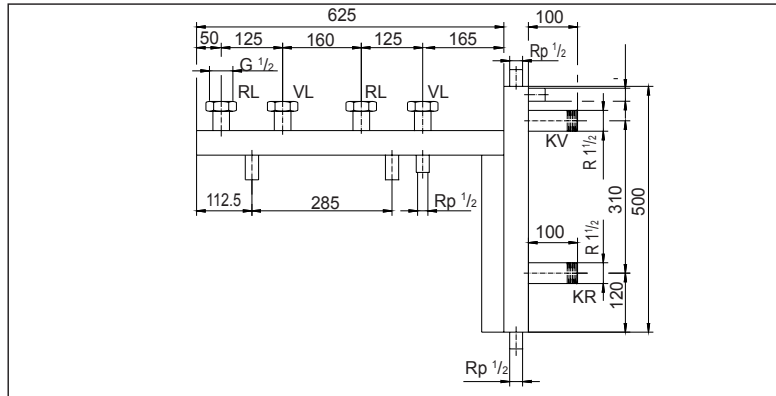 625
100
50
125
160
125
165
Rp 1/2
G 1/2
RL
VL
RL
VL
KV
R 1 1/2
112.5
285
Rp 1/2
310
500
100
R 1 1/2
KR
120
Rp 1/2